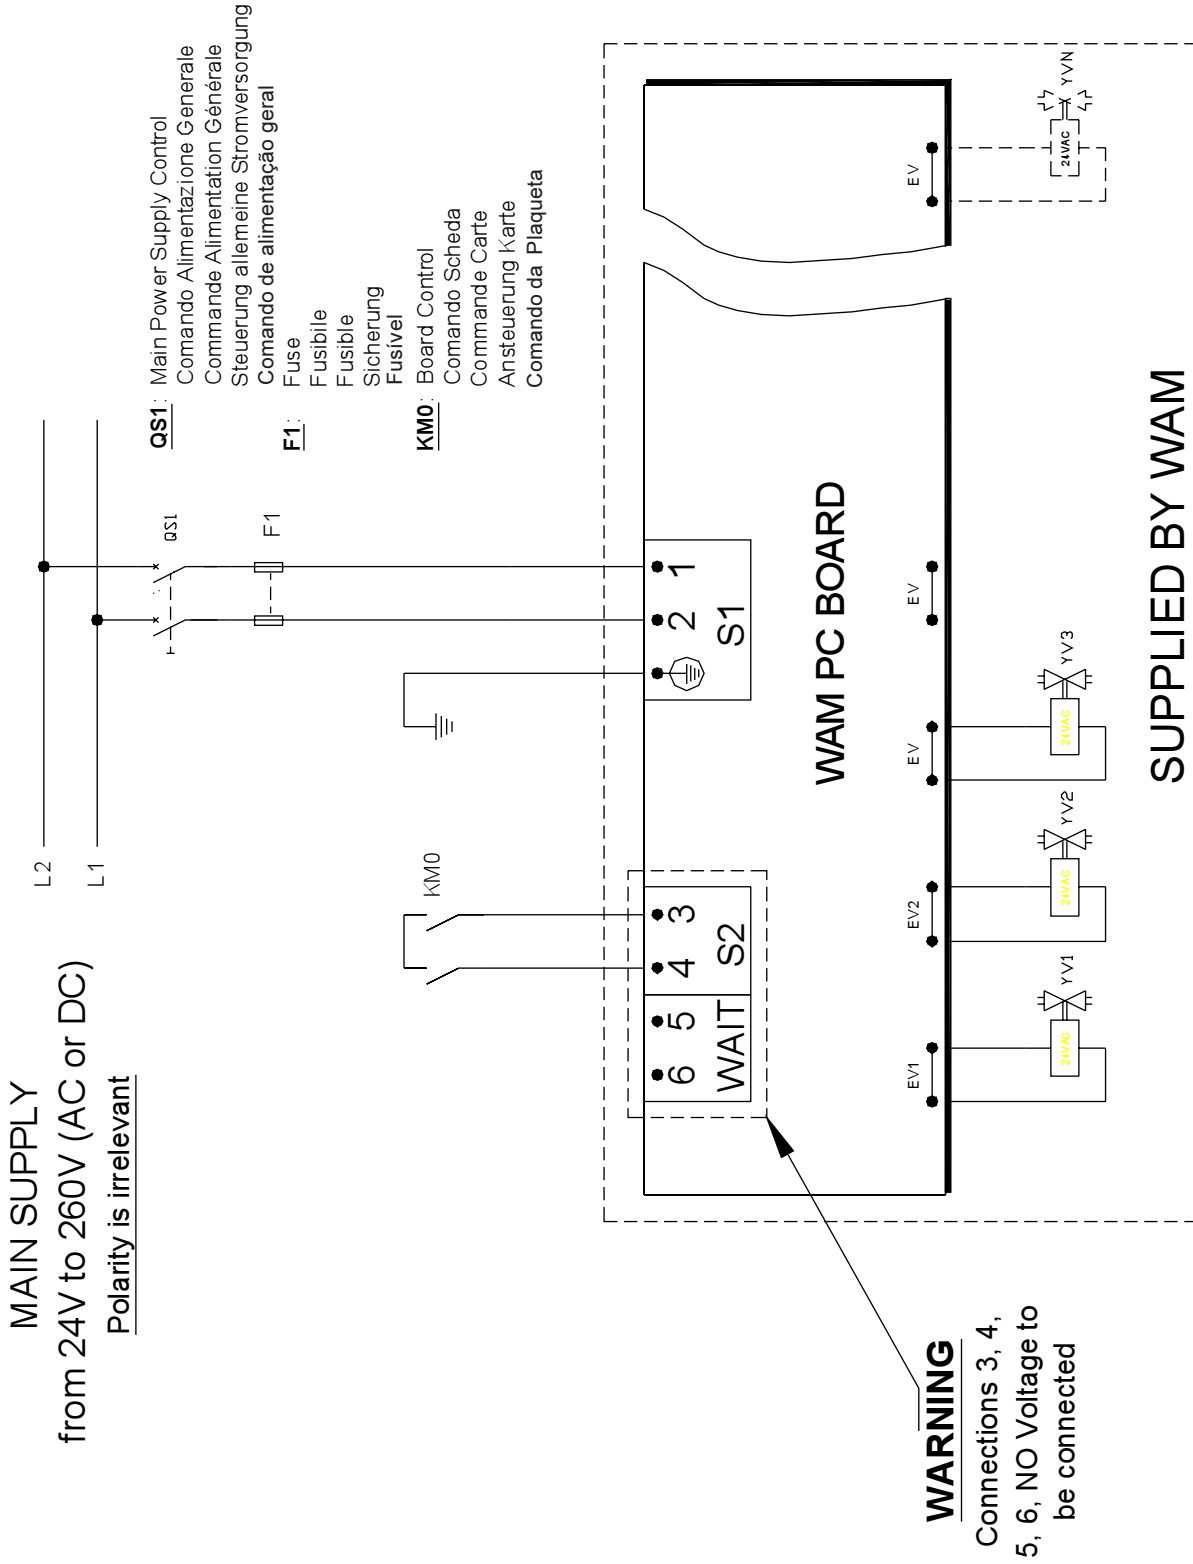 MAIN SUPPLY
from 24V to 260V (AC or DC)
Polarity is irrelevant
L2
L1
QS1
F1
KM0
QS1: Main Power Supply Control
Comando Alimentazione Generale
Commande Alimentation Générale
Steuerung allemeine Stromversorgung
Comando de alimentação geral
F1: Fuse
Fusibile
Fusible
Sicherung
Fusível
KM0: Board Control
Comando Scheda
Commande Carte
Ansteuerung Karte
Comando da Plaqueta
6 5 4 3
WAIT S2
2 1
S1
WAM PC BOARD
EV1 EV2 EV EV EV
24VAC 24VAC 24VAC 24VAC
YV1 YV2 YV3 YVN
SUPPLIED BY WAM
WARNING
Connections 3, 4,
5, 6, NO Voltage to
be connected